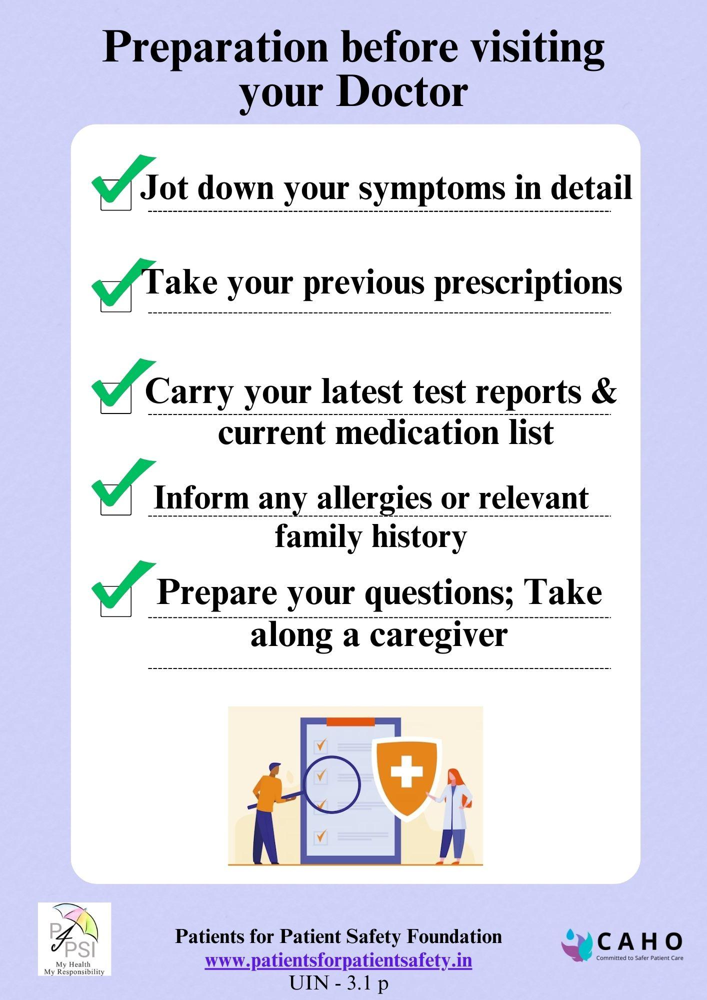 Preparation before visiting
your Doctor
Jot down your symptoms in detail
Take your previous prescriptions
Carry your latest test reports &
current medication list
Inform any allergies or relevant
family history
Prepare your questions; Take
along a caregiver
P4PSI
My Health
My Responsibility
Patients for Patient Safety Foundation
www.patientsforpatientsafety.in
UIN - 3.1 p
CAHO
Committed to Safer Patient Care